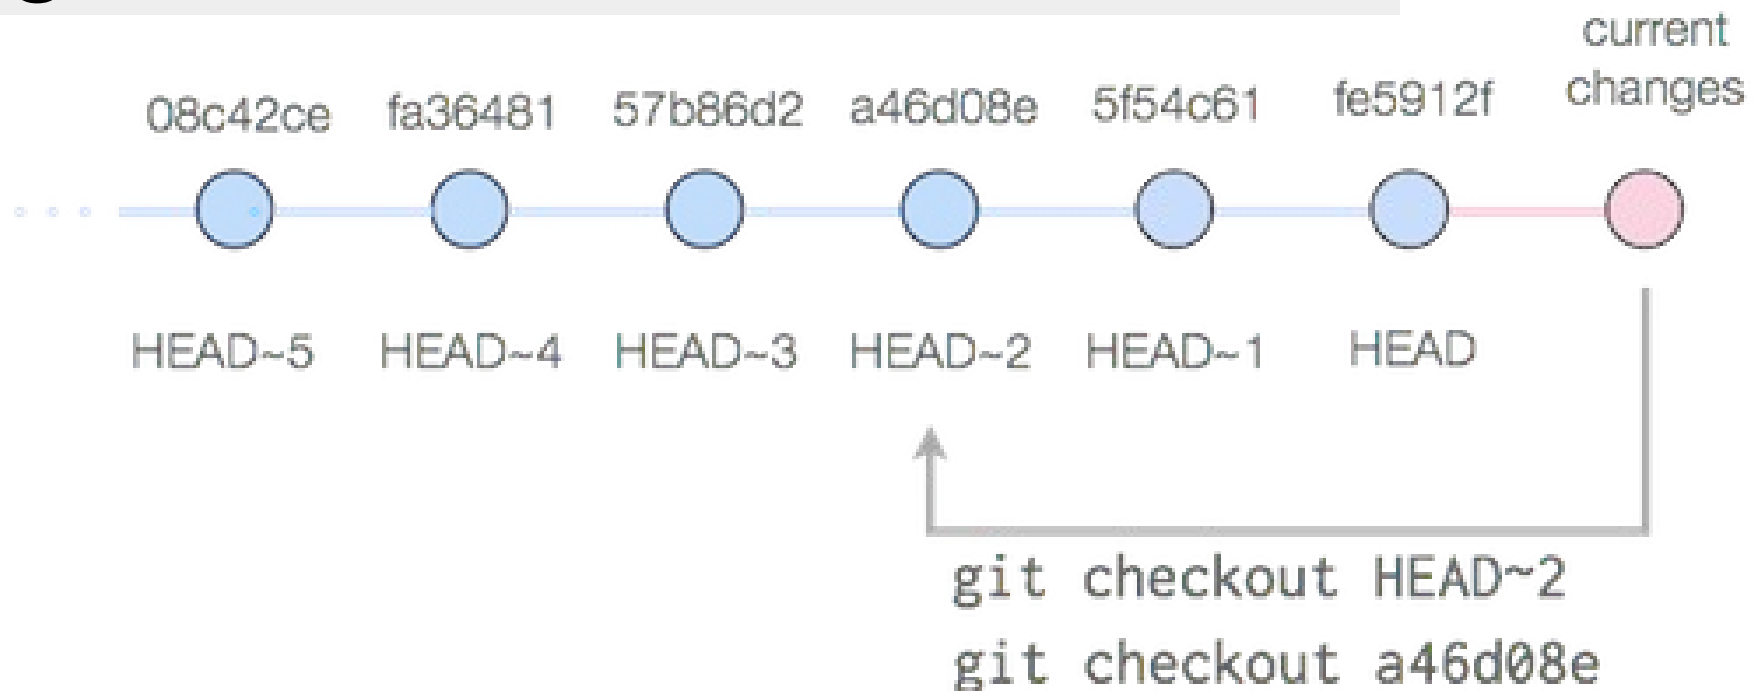 current
changes
08c42ce fa36481 57b86d2 a46d08e 5f54c61 fe5912f
HEAD~5 HEAD~4 HEAD~3 HEAD~2 HEAD~1 HEAD
git checkout HEAD~2
git checkout a46d08e